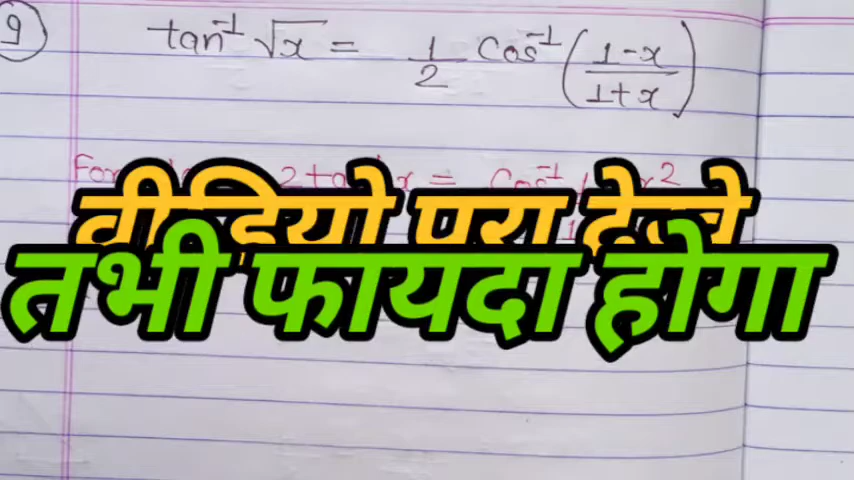 9 tan⁻¹ √x = 1/2 cos⁻¹ (1-x / 1+x)
वीडियो पुरा देखे
तभी फायदा होगा